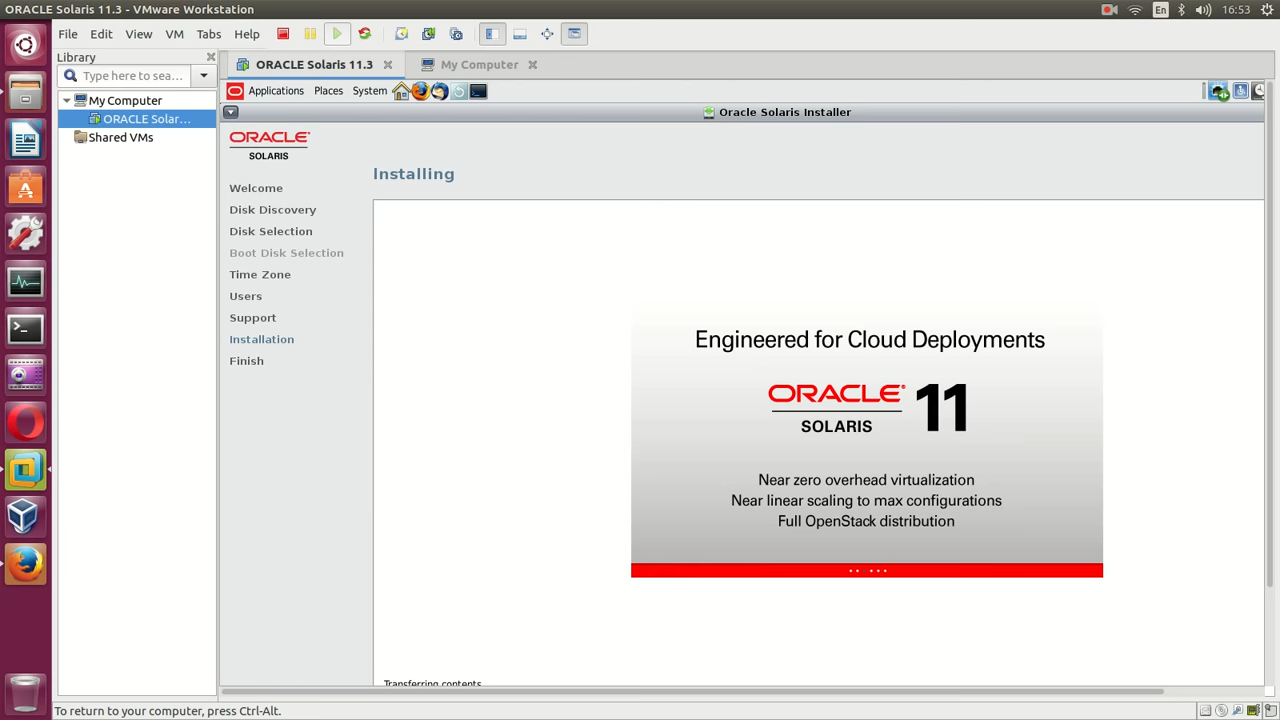 ORACLE Solaris 11.3 - VMware Workstation
En
16:53
File Edit View VM Tabs Help
Library
Type here to sea...
My Computer
ORACLE Solar...
Shared VMs
ORACLE Solaris 11.3
My Computer
Applications Places System
Oracle Solaris Installer
ORACLE
SOLARIS
Welcome
Disk Discovery
Disk Selection
Boot Disk Selection
Time Zone
Users
Support
Installation
Finish
Installing
Engineered for Cloud Deployments
ORACLE 11
SOLARIS
Near zero overhead virtualization
Near linear scaling to max configurations
Full OpenStack distribution
Transferring contents
To return to your computer, press Ctrl-Alt.